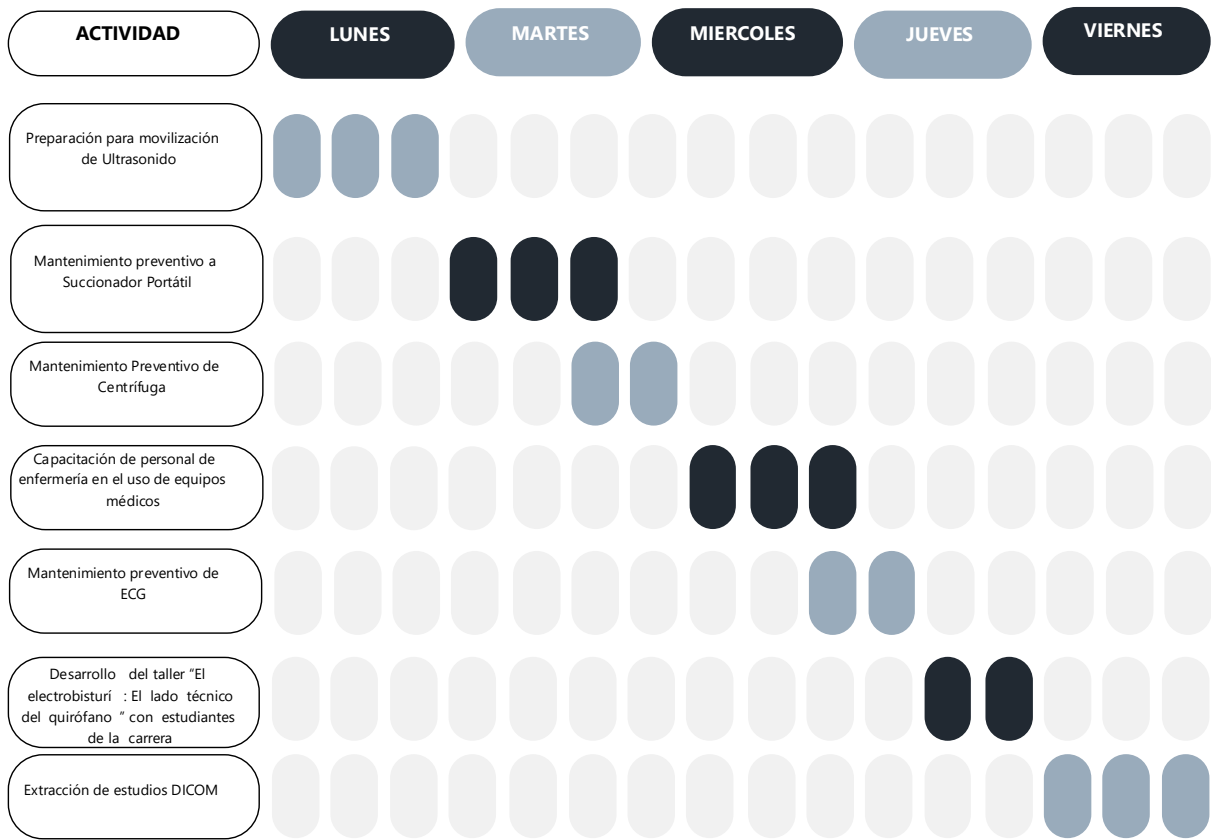 ACTIVIDAD
LUNES
MARTES
MIERCOLES
JUEVES
VIERNES
Preparación para movilización
de Ultrasonido
Mantenimiento preventivo a
Succionador Portátil
Mantenimiento Preventivo de
Centrífuga
Capacitación de personal de
enfermería en el uso de equipos
médicos
Mantenimiento preventivo de
ECG
Desarrollo del taller “El
electrobisturí : El lado técnico
del quirófano “ con estudiantes
de la carrera
Extracción de estudios DICOM